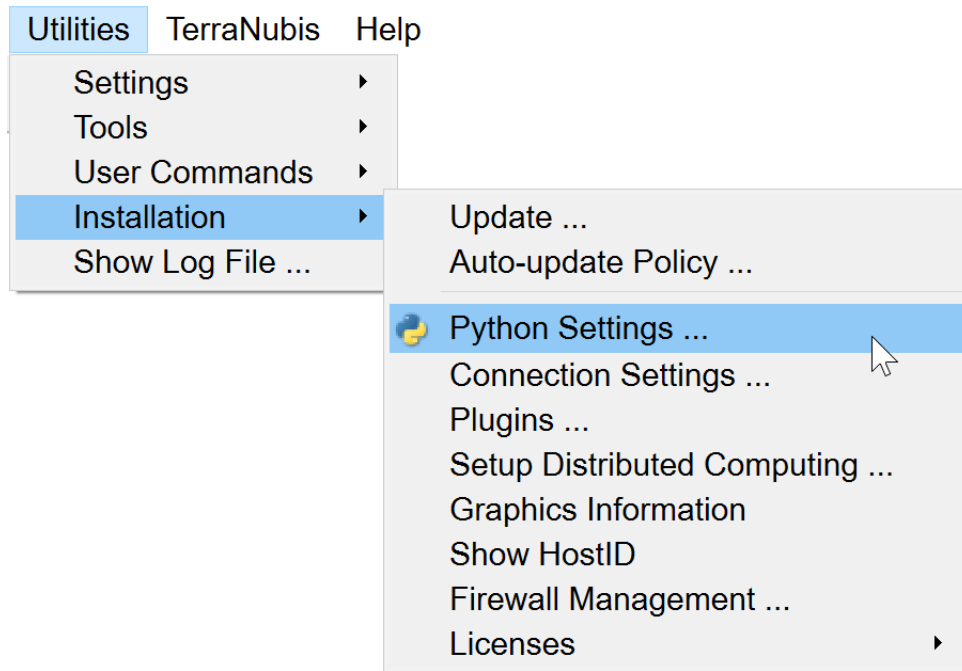 Utilities TerraNubis Help
Settings
Tools
User Commands
Installation
Show Log File ...
Update ...
Auto-update Policy ...
Python Settings ...
Connection Settings ...
Plugins ...
Setup Distributed Computing ...
Graphics Information
Show HostID
Firewall Management ...
Licenses